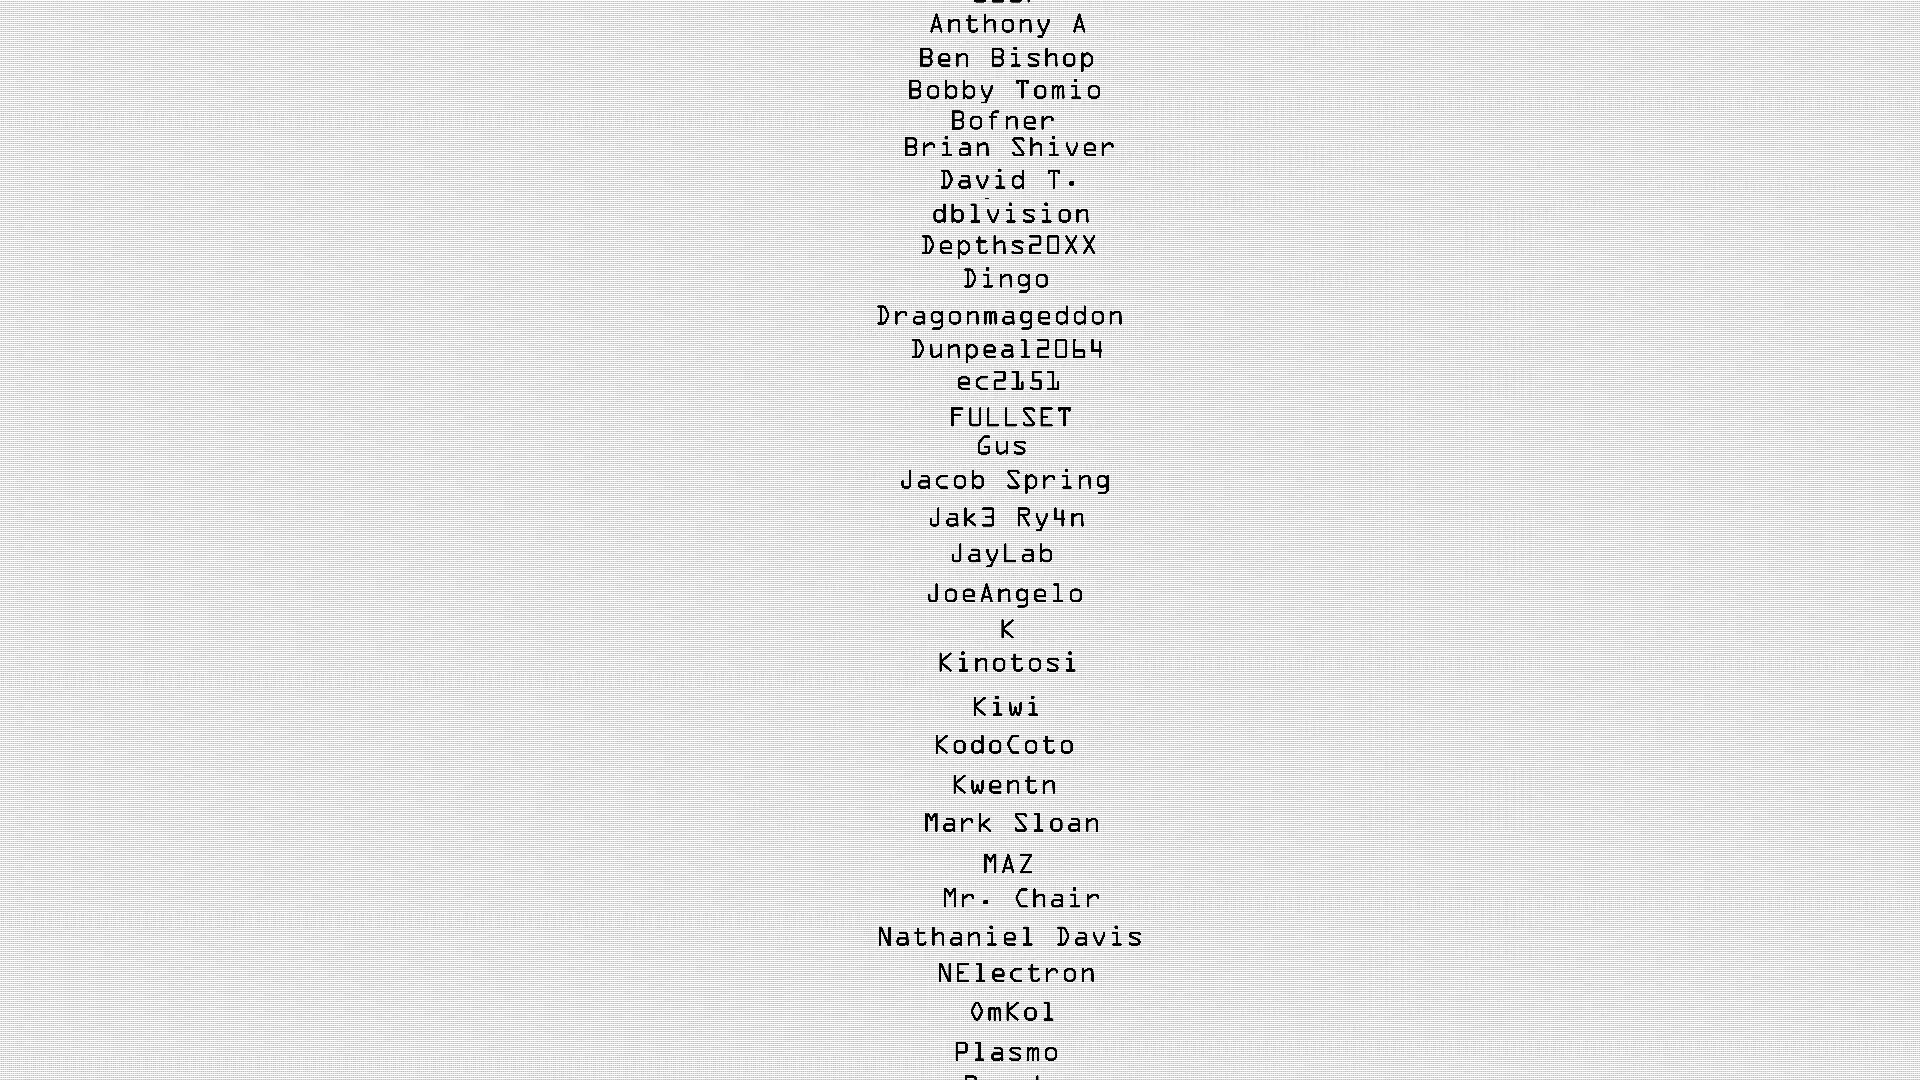 Anthony A
Ben Bishop
Bobby Tomio
Bofner
Brian Shiver
David T.
dblvision
Depths20XX
Dingo
Dragonmageddon
Dunpeal2064
ec2151
FULLSET
Gus
Jacob Spring
Jak3 Ry4n
JayLab
JoeAngelo
K
Kinotosi
Kiwi
KodoCoto
Kwentn
Mark Sloan
MAZ
Mr. Chair
Nathaniel Davis
NElectron
OmKol
Plasmo